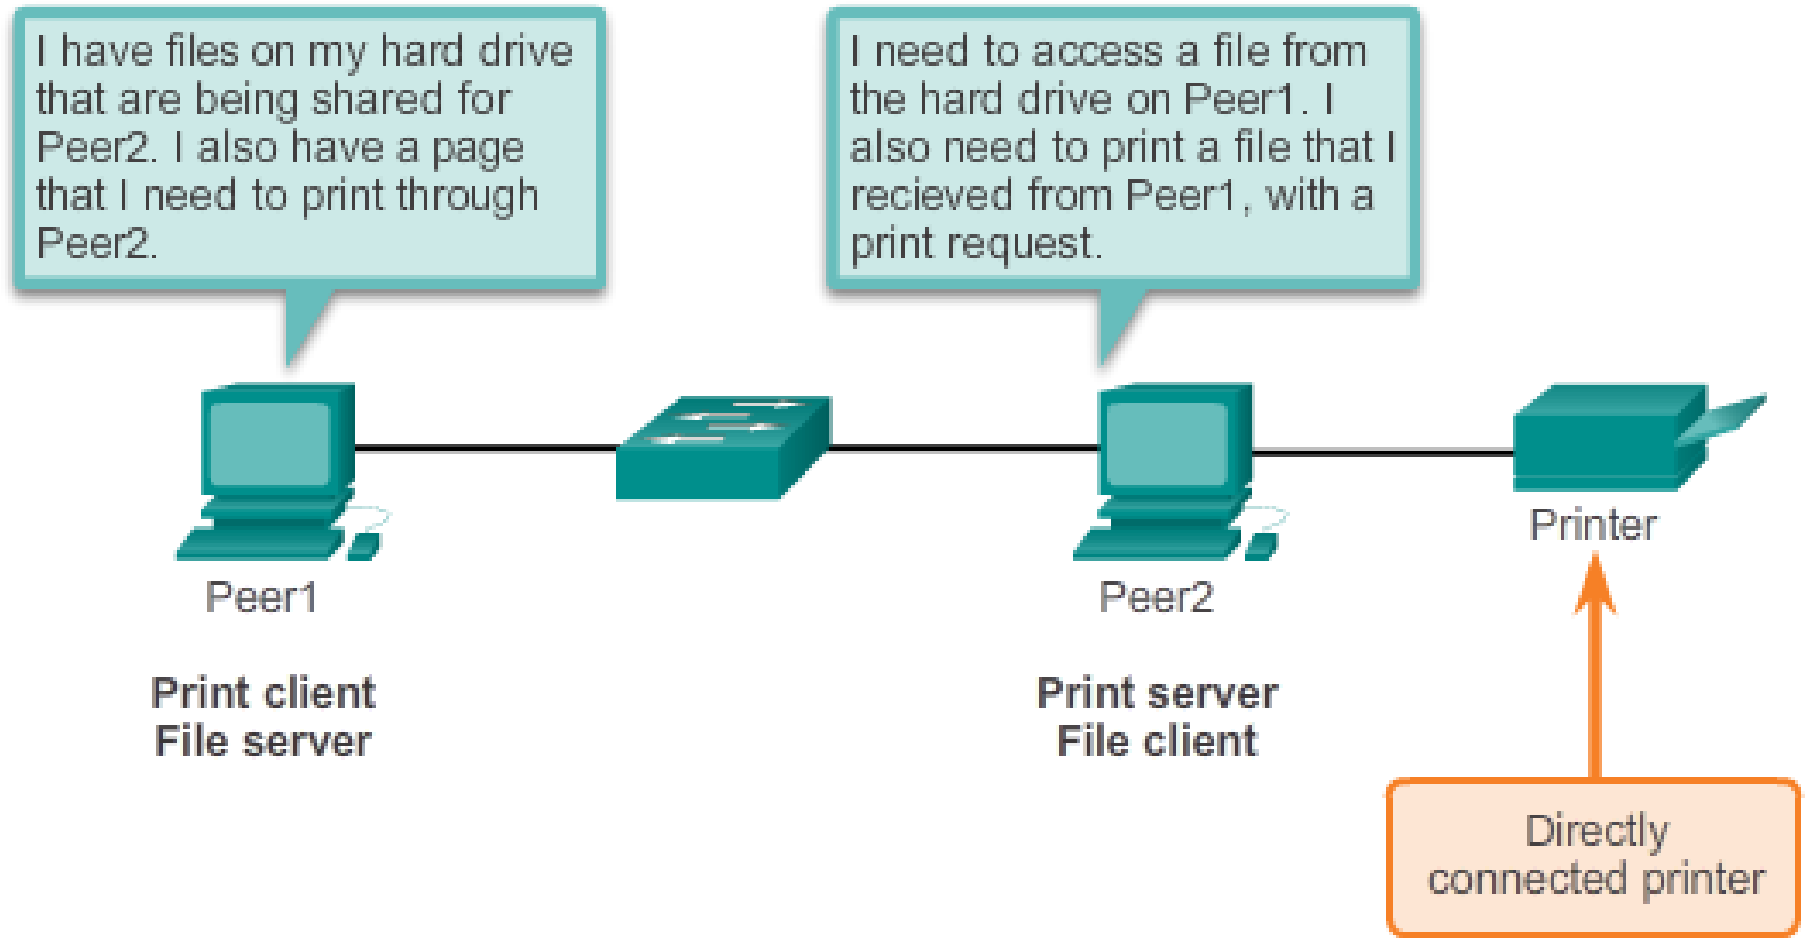 I have files on my hard drive
that are being shared for
Peer2. I also have a page
that I need to print through
Peer2.
I need to access a file from
the hard drive on Peer1. I
also need to print a file that I
recieved from Peer1, with a
print request.
Printer
Peer1
Peer2
Print client
File server
Print server
File client
Directly
connected printer